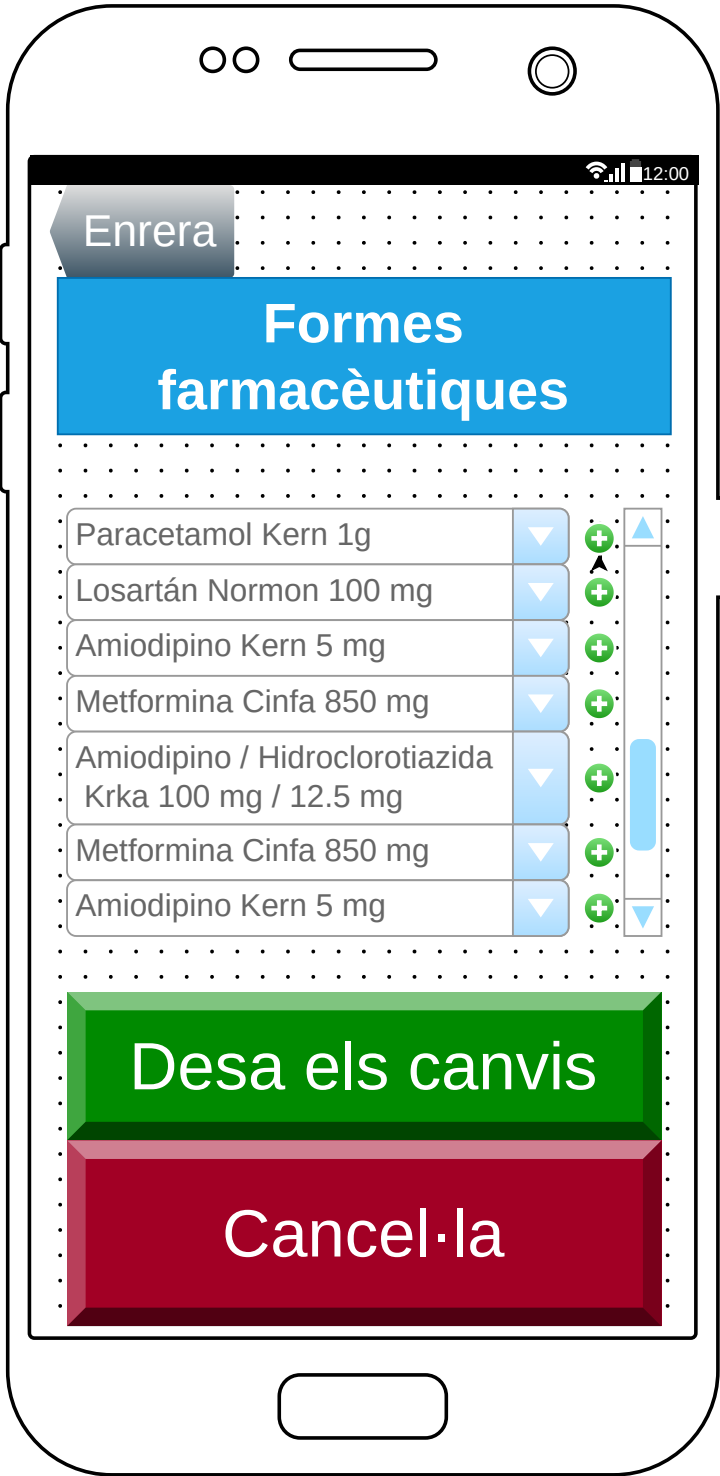 12:00
Enrera
Formes
farmacèutiques
Paracetamol Kern 1g
Losartán Normon 100 mg
Amiodipino Kern 5 mg
Metformina Cinfa 850 mg
Amiodipino / Hidroclorotiazida
Krka 100 mg / 12.5 mg
Metformina Cinfa 850 mg
Amiodipino Kern 5 mg
Desa els canvis
Cancel·la